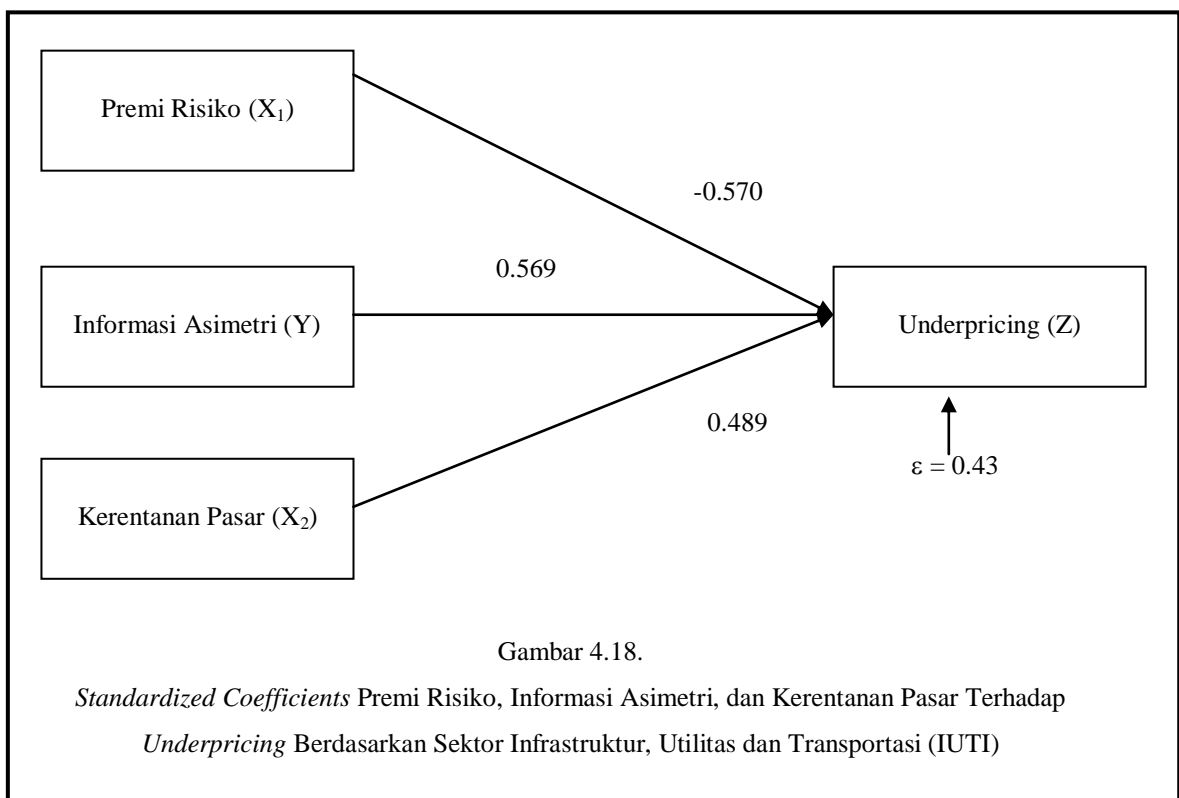 Premi Risiko (X₁)
-0.570
0.569
Informasi Asimetri (Y)
Underpricing (Z)
0.489
ε = 0.43
Kerentanan Pasar (X₂)
Gambar 4.18.
Standardized Coefficients Premi Risiko, Informasi Asimetri, dan Kerentanan Pasar Terhadap
Underpricing Berdasarkan Sektor Infrastruktur, Utilitas dan Transportasi (IUTI)